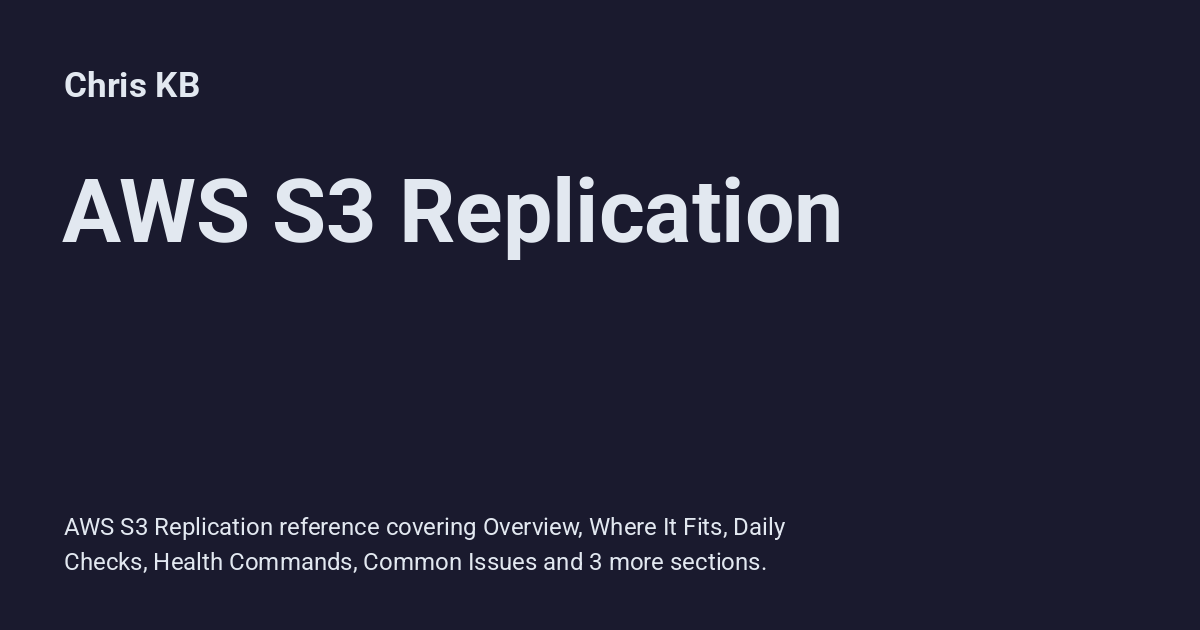 Chris KB
AWS S3 Replication
AWS S3 Replication reference covering Overview, Where It Fits, Daily
Checks, Health Commands, Common Issues and 3 more sections.